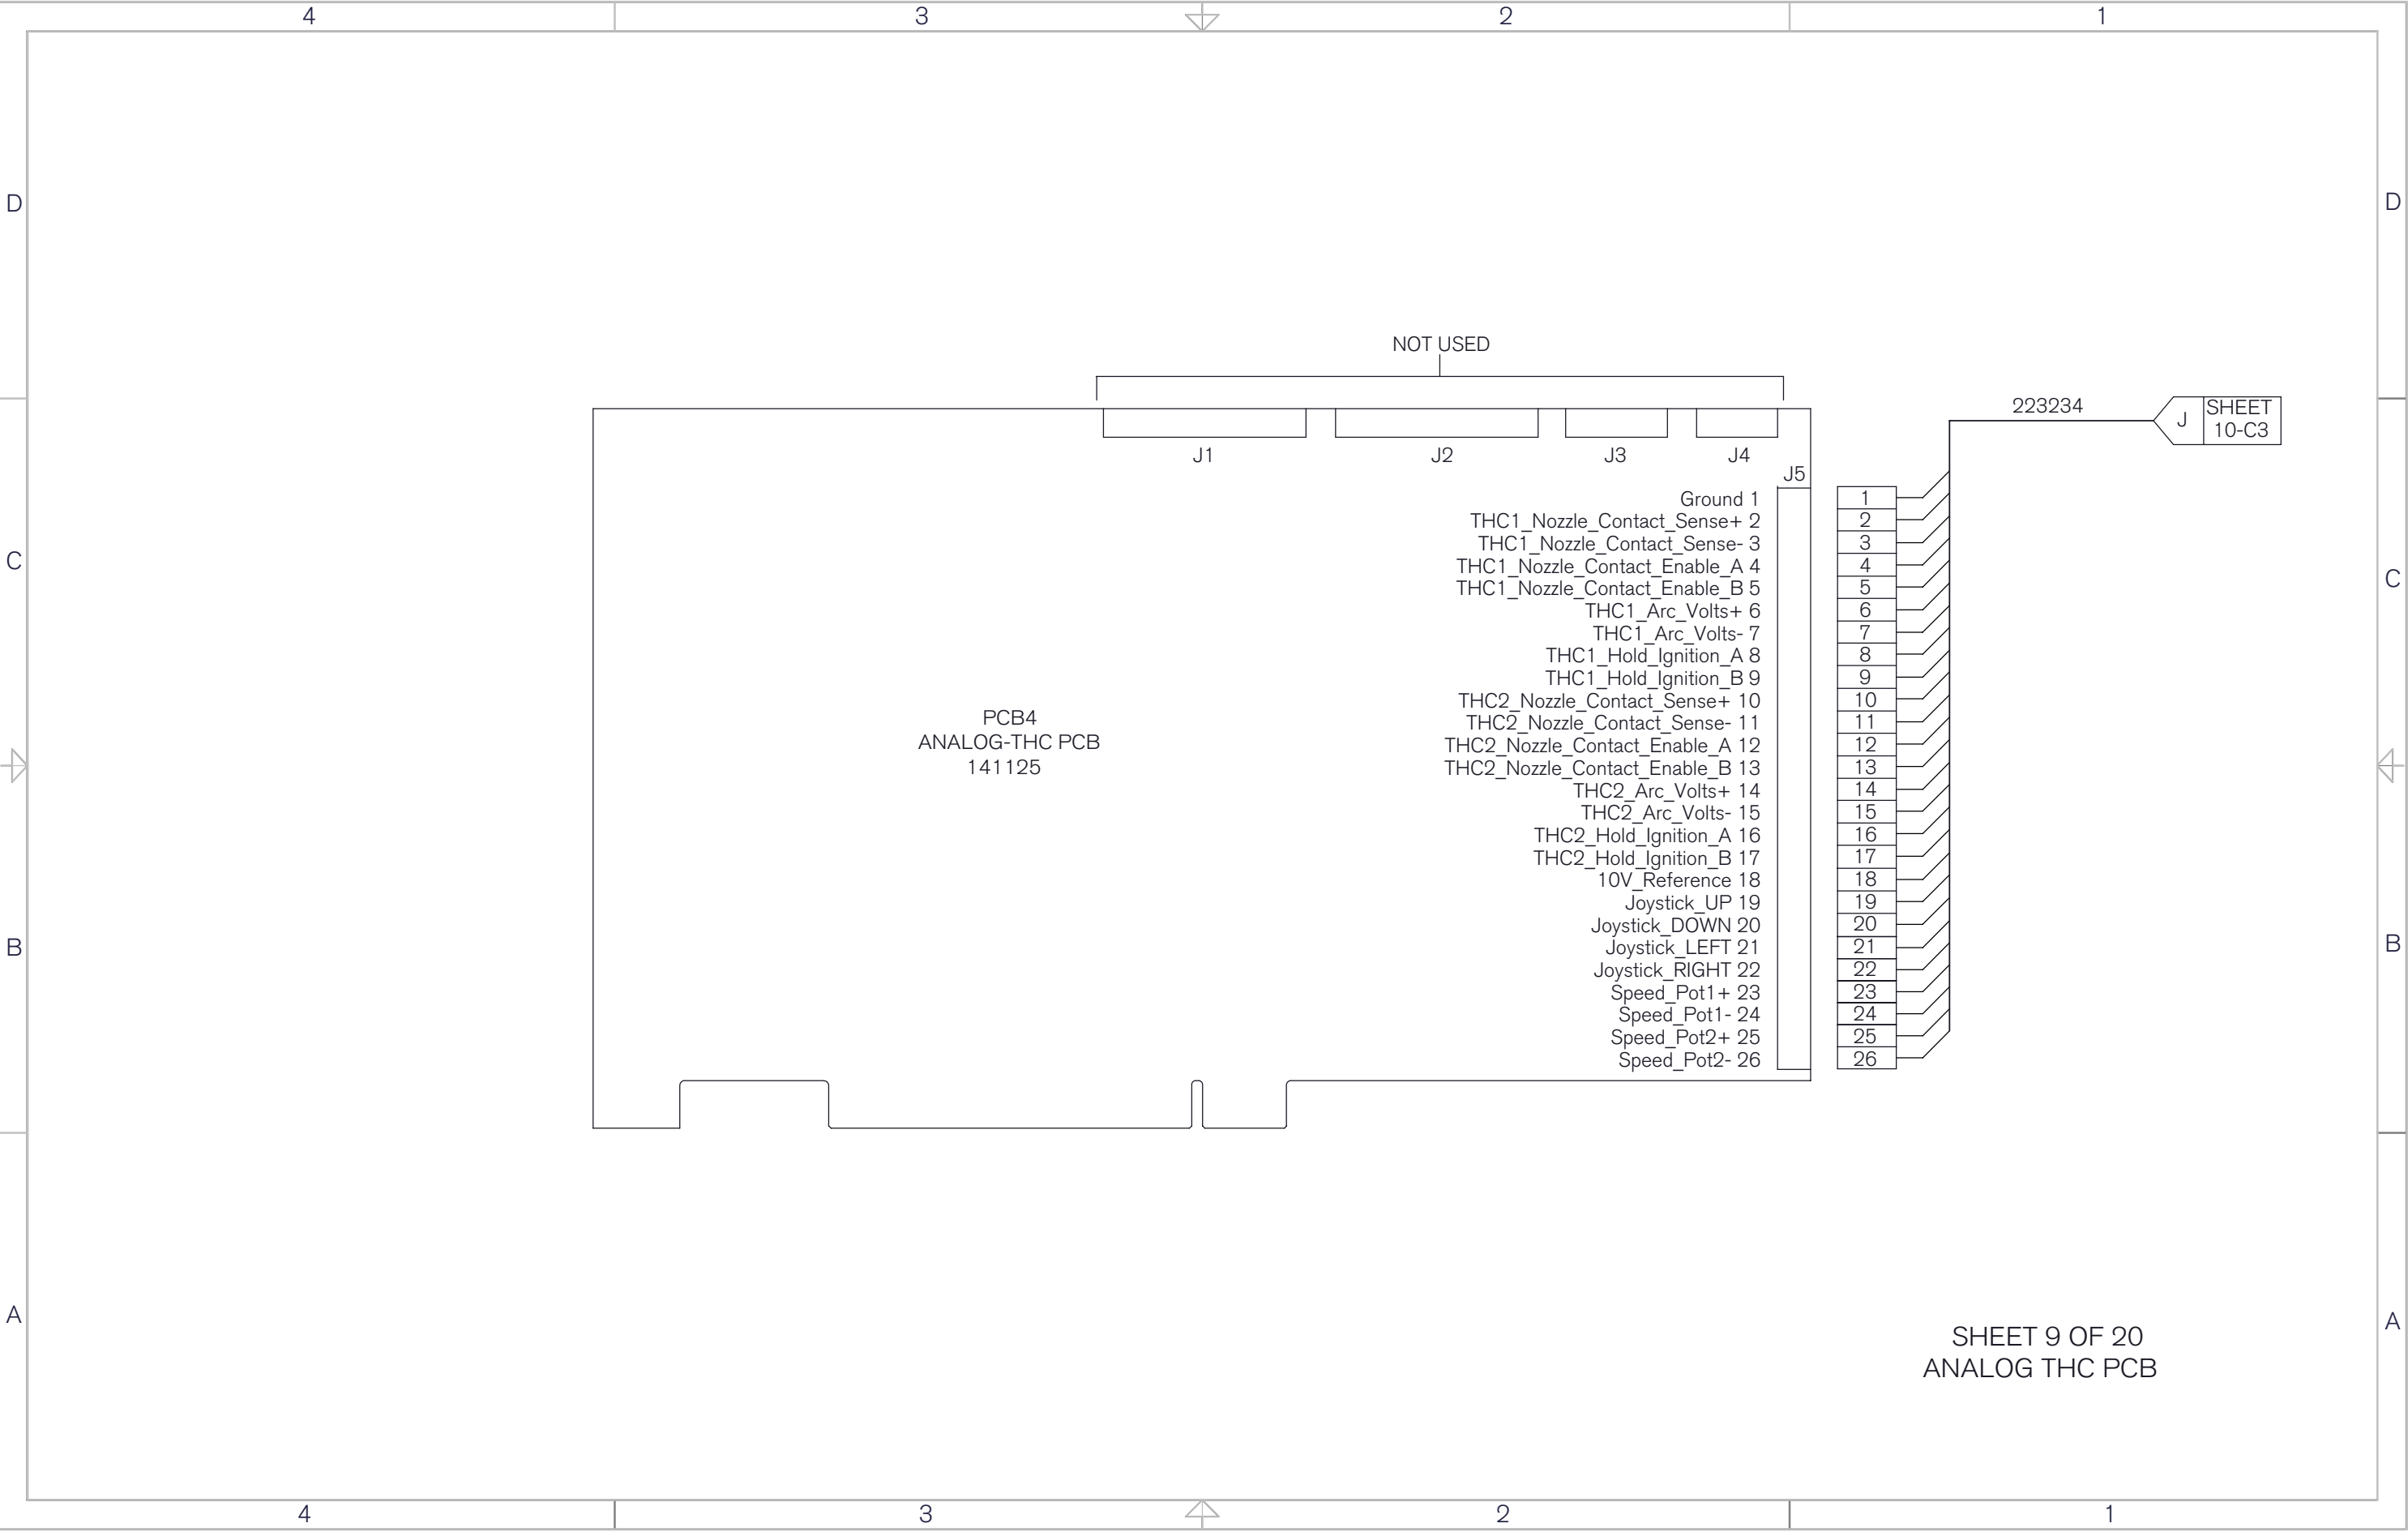 4 3 2 1
D D
NOT USED
223234
J SHEET
10-C3
J1 J2 J3 J4
J5
Ground 1 1
THC1_Nozzle_Contact_Sense+ 2 2
THC1_Nozzle_Contact_Sense- 3 3
C C
THC1_Nozzle_Contact_Enable_A 4 4
THC1_Nozzle_Contact_Enable_B 5 5
THC1_Arc_Volts+ 6 6
THC1_Arc_Volts- 7 7
THC1_Hold_Ignition_A 8 8
THC1_Hold_Ignition_B 9 9
THC2_Nozzle_Contact_Sense+ 10 10
THC2_Nozzle_Contact_Sense- 11 11
THC2_Nozzle_Contact_Enable_A 12 12
THC2_Nozzle_Contact_Enable_B 13 13
THC2_Arc_Volts+ 14 14
THC2_Arc_Volts- 15 15
THC2_Hold_Ignition_A 16 16
THC2_Hold_Ignition_B 17 17
10V_Reference 18 18
Joystick_UP 19 19
Joystick_DOWN 20 20
Joystick_LEFT 21 21
Joystick_RIGHT 22 22
Speed_Pot1+ 23 23
Speed_Pot1- 24 24
Speed_Pot2+ 25 25
Speed_Pot2- 26 26
PCB4
ANALOG-THC PCB
141125
B B
A A
SHEET 9 OF 20
ANALOG THC PCB
4 3 2 1